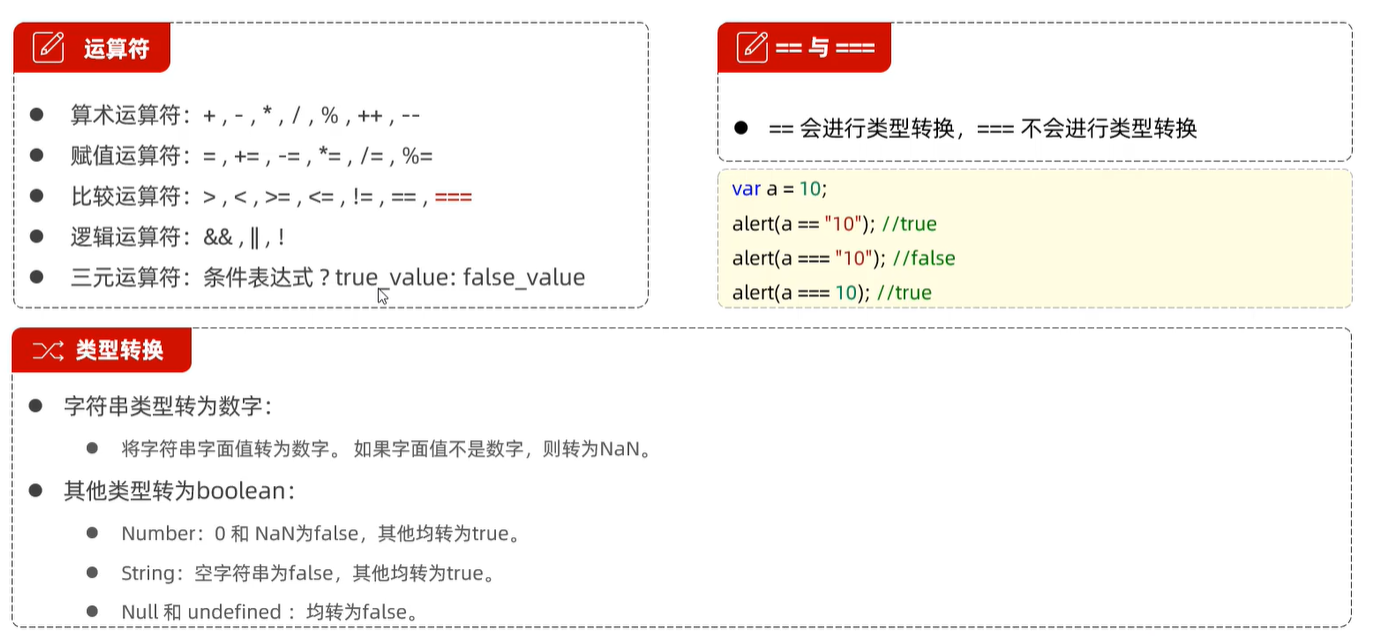 运算符
算术运算符：+ , - , * , / , % , ++ , --
赋值运算符：= , += , -= , *= , /= , %=
比较运算符：> , < , >= , <= , != , == , ===
逻辑运算符：&& , || , !
三元运算符：条件表达式 ? true_value: false_value
== 与 ===
== 会进行类型转换，=== 不会进行类型转换
var a = 10;
alert(a == "10"); //true
alert(a === "10"); //false
alert(a === 10); //true
类型转换
字符串类型转为数字：
将字符串字面值转为数字。 如果字面值不是数字，则转为NaN。
其他类型转为boolean：
Number：0 和 NaN为false，其他均转为true。
String：空字符串为false，其他均转为true。
Null 和 undefined ：均转为false。